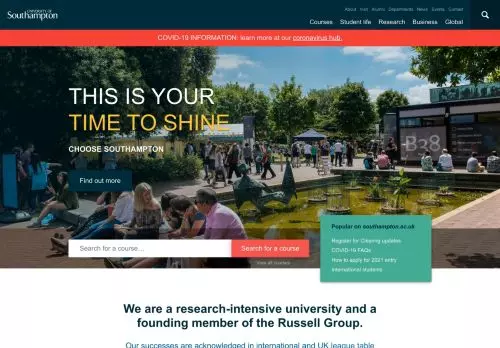 About Visit Alumni Departments News Events Contact
UNIVERSITY OF
Southampton
Courses Student life Research Business Global
COVID-19 INFORMATION: learn more at our coronavirus hub.
THIS IS YOUR
TIME TO SHINE
CHOOSE SOUTHAMPTON
B38
Find out more
Popular on southampton.ac.uk
Register for Clearing updates
COVID-19 FAQs
How to apply for 2021 entry
International students
Search for a course... Search for a course
View all courses
We are a research-intensive university and a
founding member of the Russell Group.
Our successes are acknowledged in international and UK league table